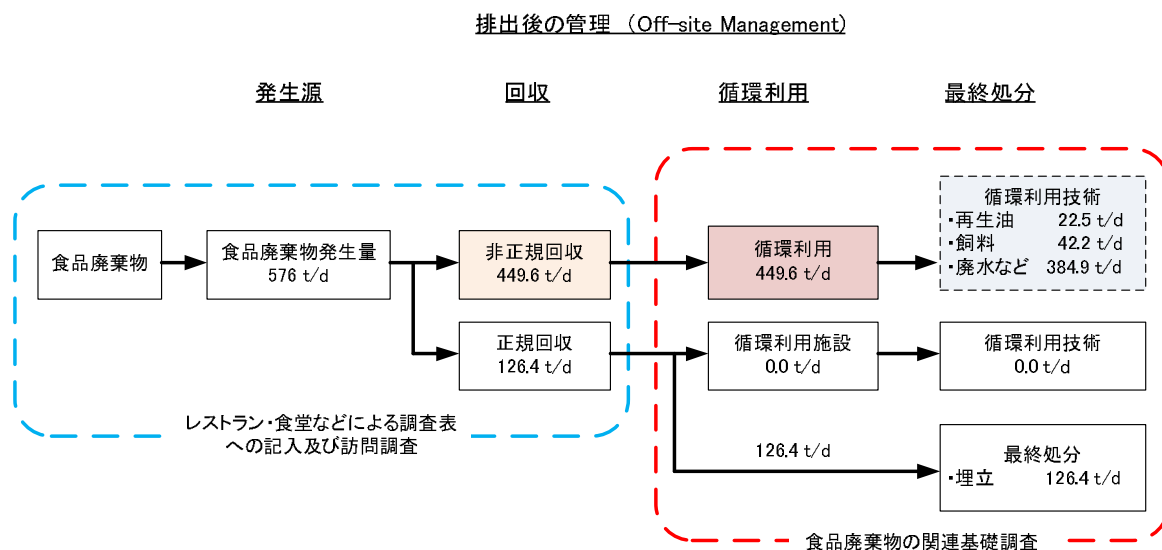 排出後の管理 (Off-site Management)
発生源
回収
循環利用
最終処分
食品廃棄物
食品廃棄物発生量
576 t/d
非正規回収
449.6 t/d
循環利用
449.6 t/d
循環利用技術
・再生油 22.5 t/d
・飼料 42.2 t/d
・廃水など 384.9 t/d
正規回収
126.4 t/d
循環利用施設
0.0 t/d
循環利用技術
0.0 t/d
126.4 t/d
最終処分
・埋立 126.4 t/d
レストラン・食堂などによる調査表
への記入及び訪問調査
食品廃棄物の関連基礎調査